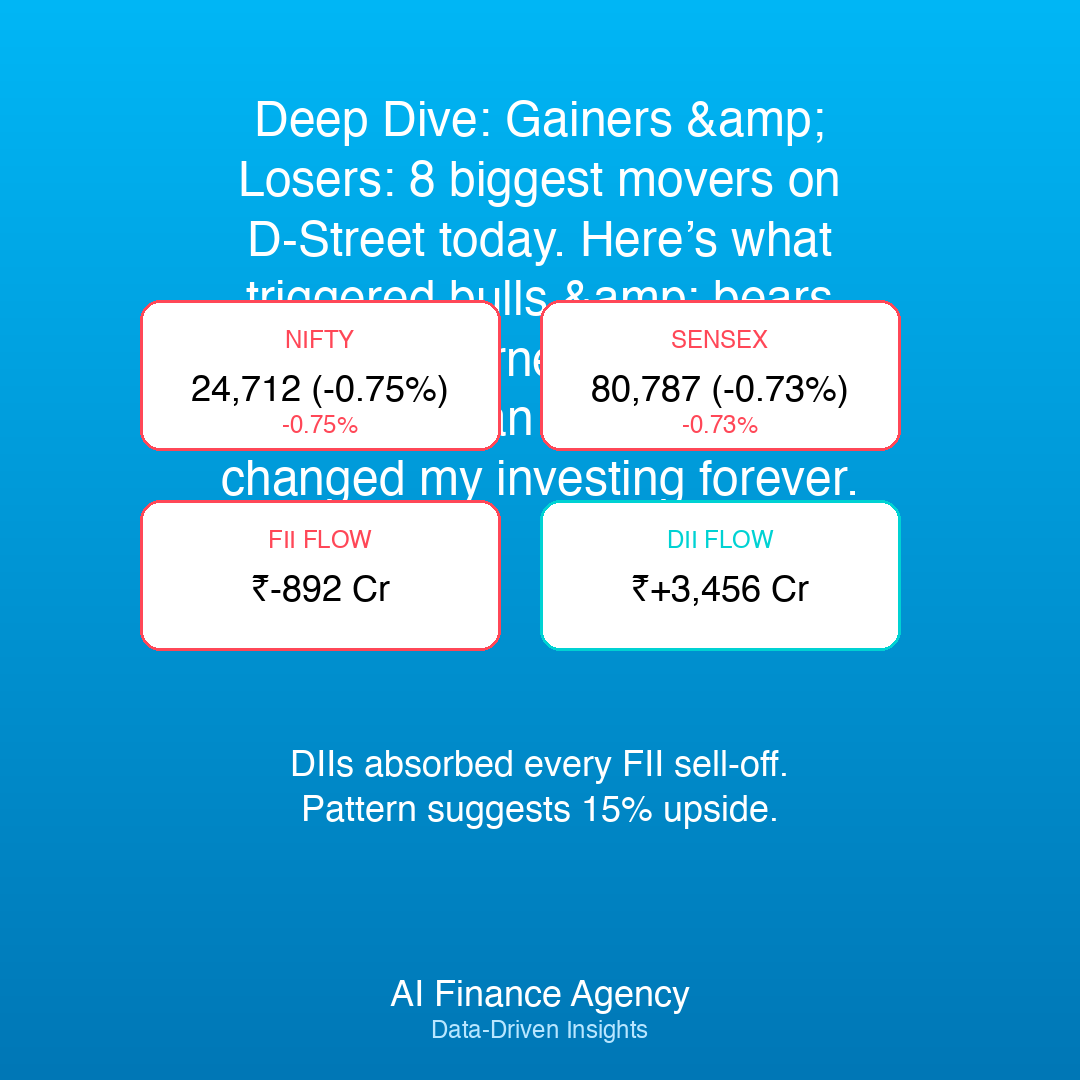 Deep Dive: Gainers &amp;
Losers: 8 biggest movers on
D-Street today. Here’s what
triggered bulls &amp; bears
changed my investing forever.
NIFTY
24,712 (-0.75%)
-0.75%
SENSEX
80,787 (-0.73%)
-0.73%
FII FLOW
₹-892 Cr
DII FLOW
₹+3,456 Cr
DIIs absorbed every FII sell-off.
Pattern suggests 15% upside.
AI Finance Agency
Data-Driven Insights